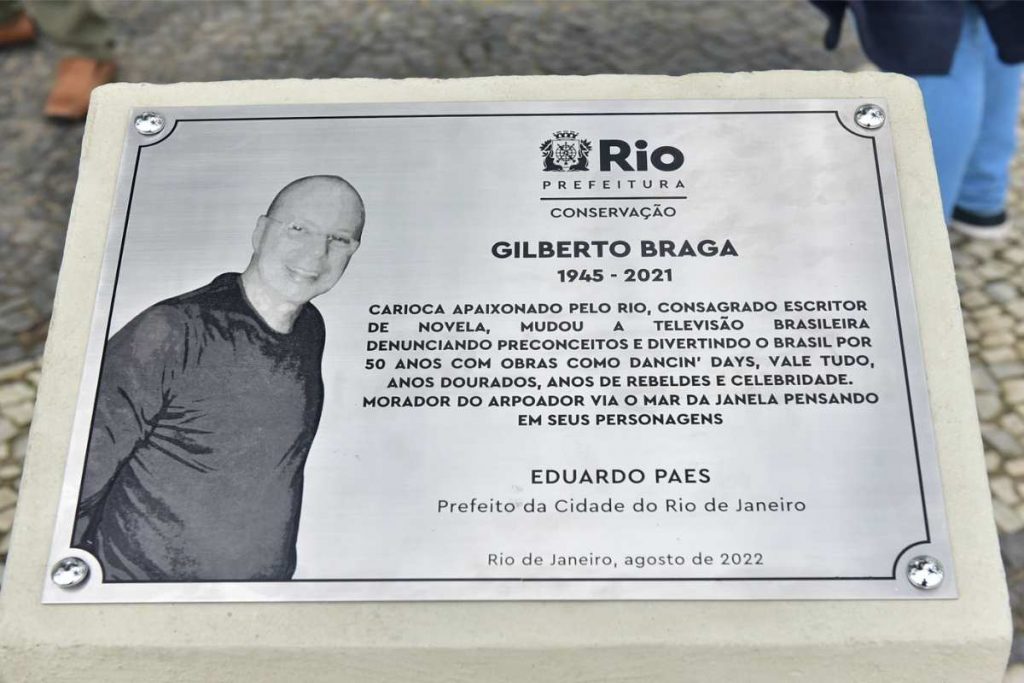 Rio
PREFEITURA
CONSERVAÇÃO
GILBERTO BRAGA
1945 - 2021
CARIOCA APAIXONADO PELO RIO, CONSAGRADO ESCRITOR
DE NOVELA, MUDOU A TELEVISÃO BRASILEIRA
DENUNCIANDO PRECONCEITOS E DIVERTINDO O BRASIL POR
50 ANOS COM OBRAS COMO DANCIN' DAYS, VALE TUDO,
ANOS DOURADOS, ANOS DE REBELDES E CELEBRIDADE.
MORADOR DO ARPOADOR VIA O MAR DA JANELA PENSANDO
EM SEUS PERSONAGENS
EDUARDO PAES
Prefeito da Cidade do Rio de Janeiro
Rio de Janeiro, agosto de 2022